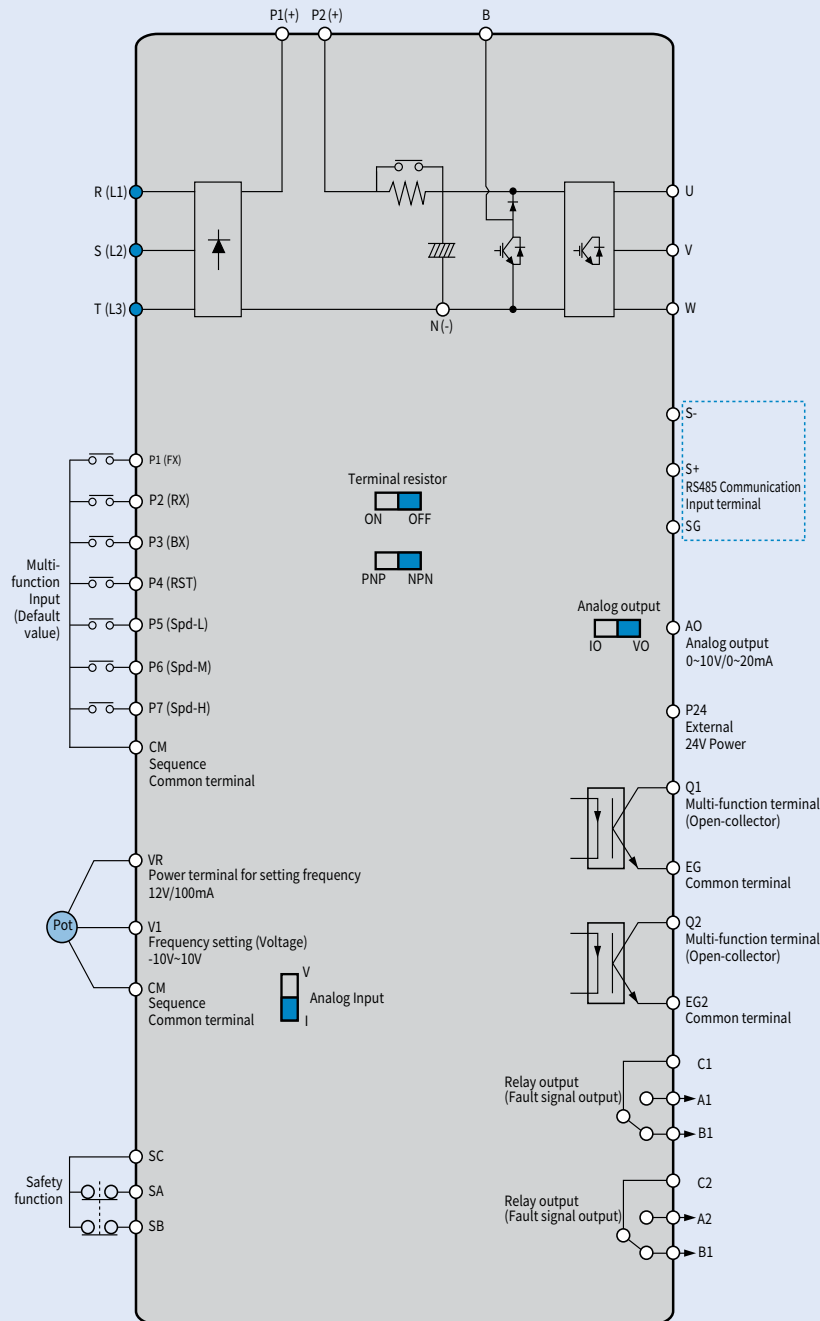 P1(+)
P2 (+)
B
R (L1)
S (L2)
T (L3)
U
V
W
N (-)
S-
S+
RS485 Communication
Input terminal
SG
P1 (FX)
P2 (RX)
P3 (BX)
P4 (RST)
P5 (Spd-L)
P6 (Spd-M)
P7 (Spd-H)
CM
Sequence
Common terminal
Multi-
function
Input
(Default
value)
Terminal resistor
ON OFF
PNP NPN
Analog output
IO VO
AO
Analog output
0~10V/0~20mA
P24
External
24V Power
Q1
Multi-function terminal
(Open-collector)
EG
Common terminal
Q2
Multi-function terminal
(Open-collector)
EG2
Common terminal
VR
Power terminal for setting frequency
12V/100mA
Pot
V1
Frequency setting (Voltage)
-10V~10V
CM
Sequence
Common terminal
V
Analog Input
I
C1
Relay output
(Fault signal output)
A1
B1
SC
Safety
function
SA
SB
C2
Relay output
(Fault signal output)
A2
B1